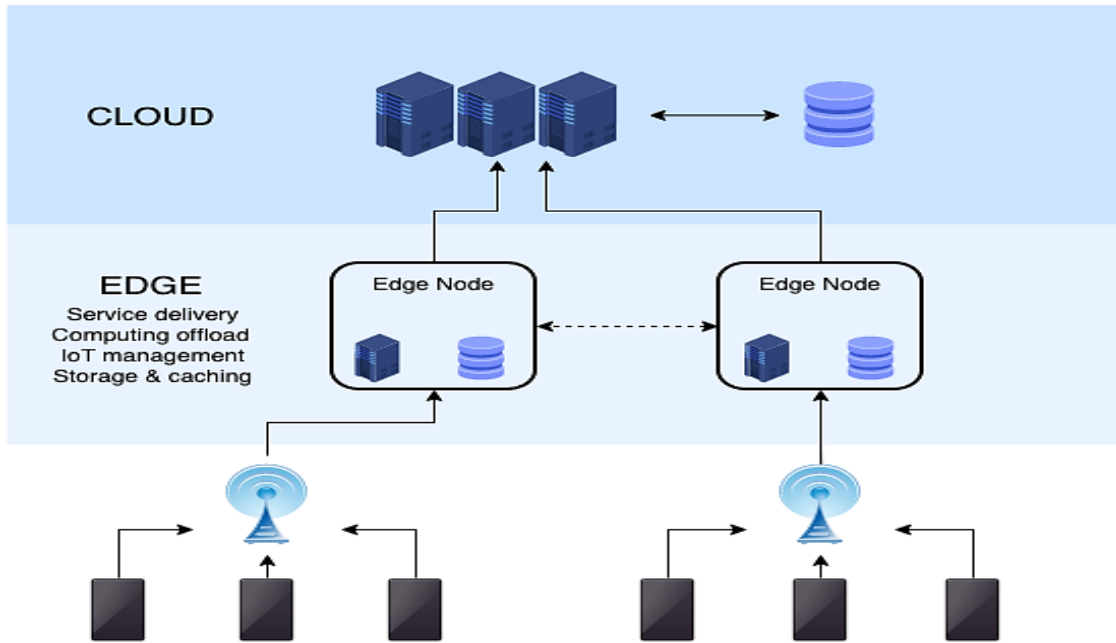 CLOUD
EDGE
Service delivery
Computing offload
IoT management
Storage & caching
Edge Node
Edge Node